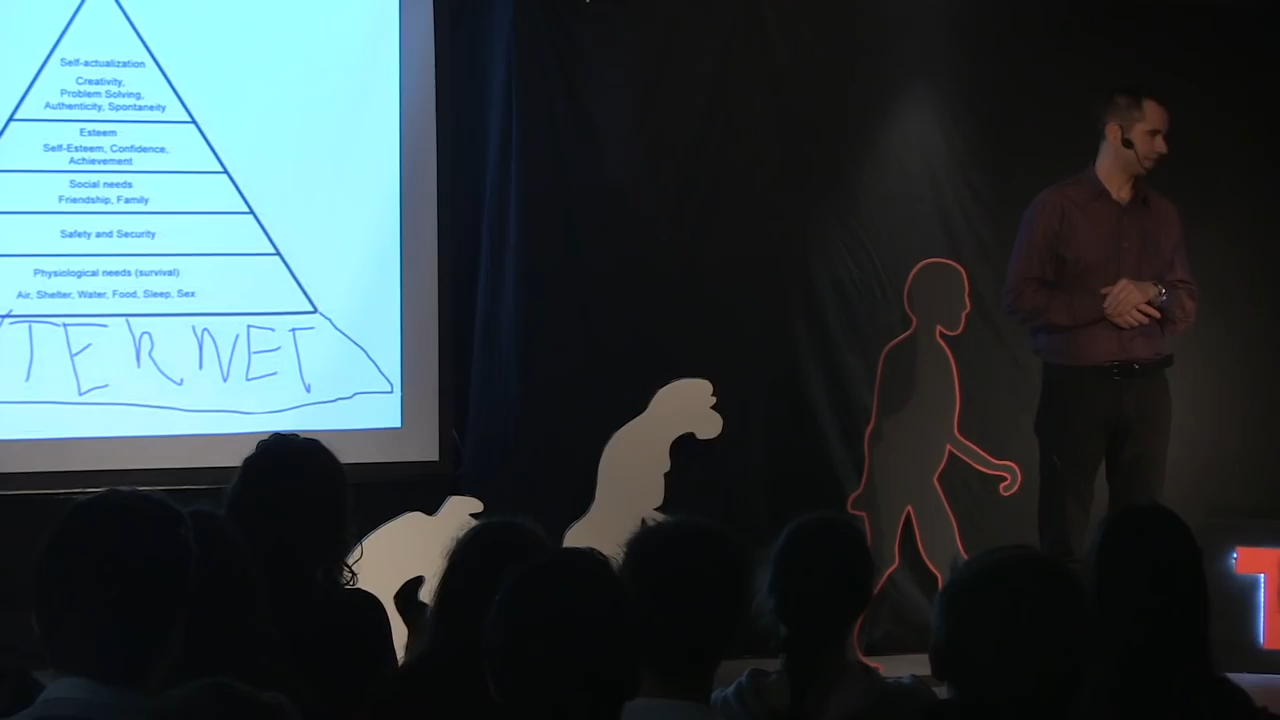 Self-actualization
Creativity,
Problem Solving,
Authenticity, Spontaneity
Esteem
Self-Esteem, Confidence,
Achievement
Social needs
Friendship, Family
Safety and Security
Physiological needs (survival)
Air, Shelter, Water, Food, Sleep, Sex
TERNET
T